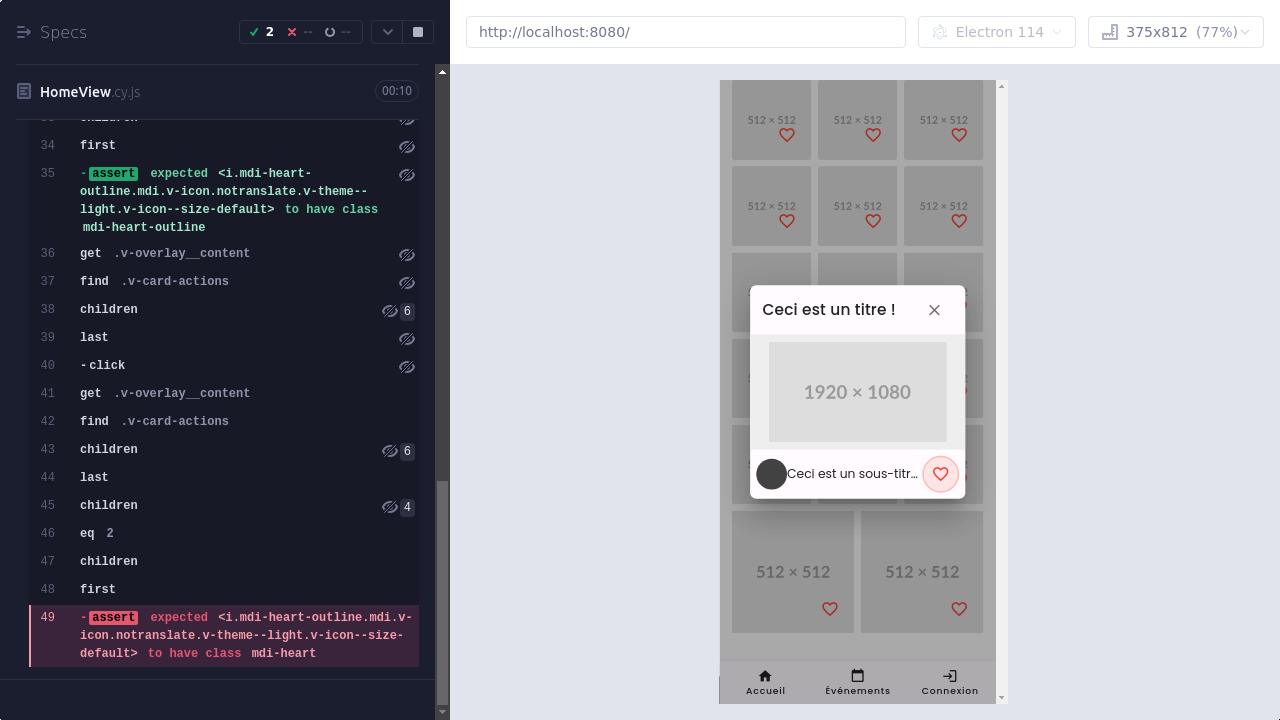 Specs
2
--
--
http://localhost:8080/
Electron 114
375x812 (77%)
HomeView.cy.js
00:10
34 first
35 -assert expected <i.mdi-heart-
outline.mdi.v-icon.notranslate.v-theme--
light.v-icon--size-default> to have class
mdi-heart-outline
36 get .v-overlay__content
37 find .v-card-actions
38 children 6
39 last
40 -click
41 get .v-overlay__content
42 find .v-card-actions
43 children 6
44 last
45 children 4
46 eq 2
47 children
48 first
49 -assert expected <i.mdi-heart-outline.mdi.v-
icon.notranslate.v-theme--light.v-icon--size-
default> to have class mdi-heart
512 × 512 512 × 512 512 × 512
512 × 512 512 × 512 512 × 512
Ceci est un titre !
1920 × 1080
Ceci est un sous-titr...
512 × 512 512 × 512
Accueil Événements Connexion